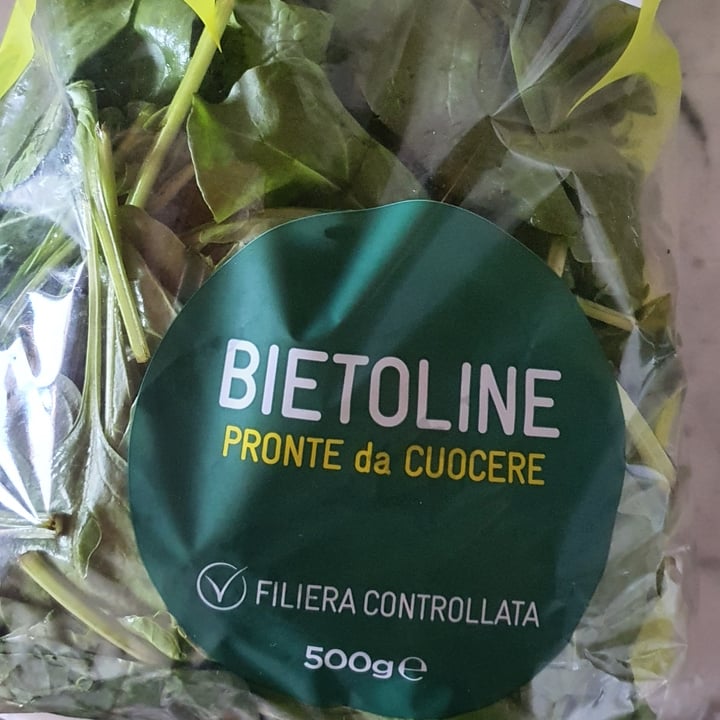 BIETOLINE
PRONTE da CUOCERE
FILIERA CONTROLLATA
500g ℮